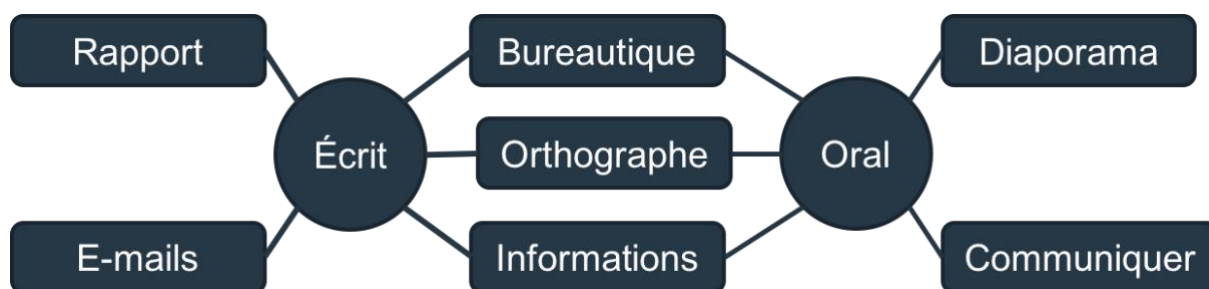 Rapport
Bureautique
Diaporama
Écrit
Orthographe
Oral
E-mails
Informations
Communiquer